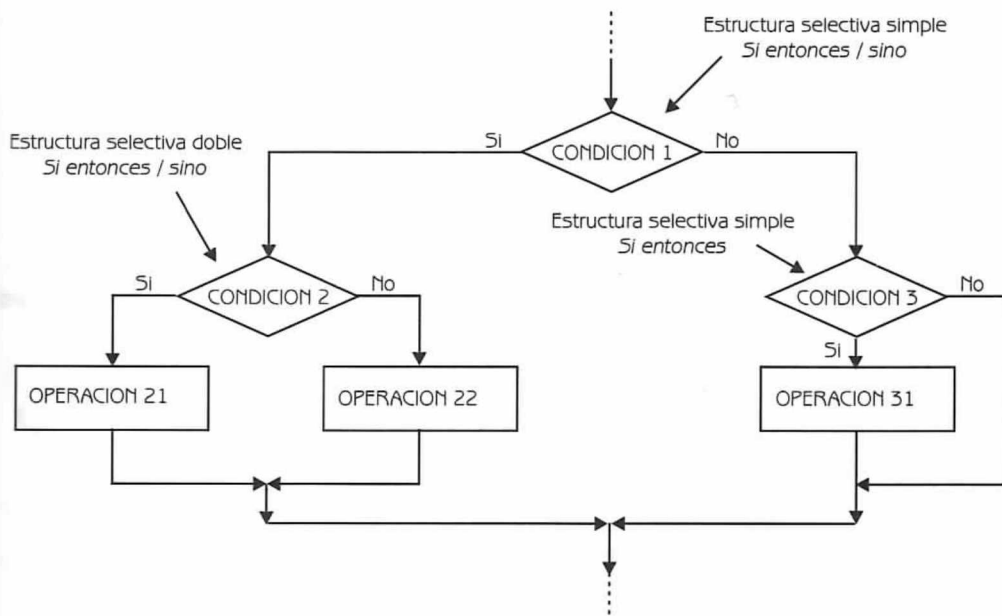 Estructura selectiva simple
Si entonces / sino
Si
CONDICION 1
No
Estructura selectiva doble
Si entonces / sino
Estructura selectiva simple
Si entonces
Si
CONDICION 2
No
CONDICION 3
No
Si
OPERACION 21
OPERACION 22
OPERACION 31